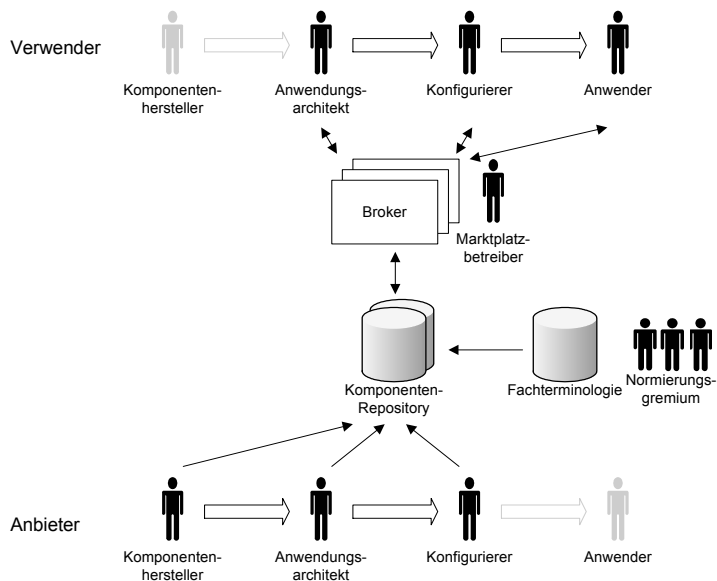 Verwender
Komponenten-
hersteller
Anwendungs-
architekt
Konfigurierer
Anwender
Broker
Marktplatz-
betreiber
Komponenten-
Repository
Fachterminologie
Normierungs-
gremium
Anbieter
Komponenten-
hersteller
Anwendungs-
architekt
Konfigurierer
Anwender